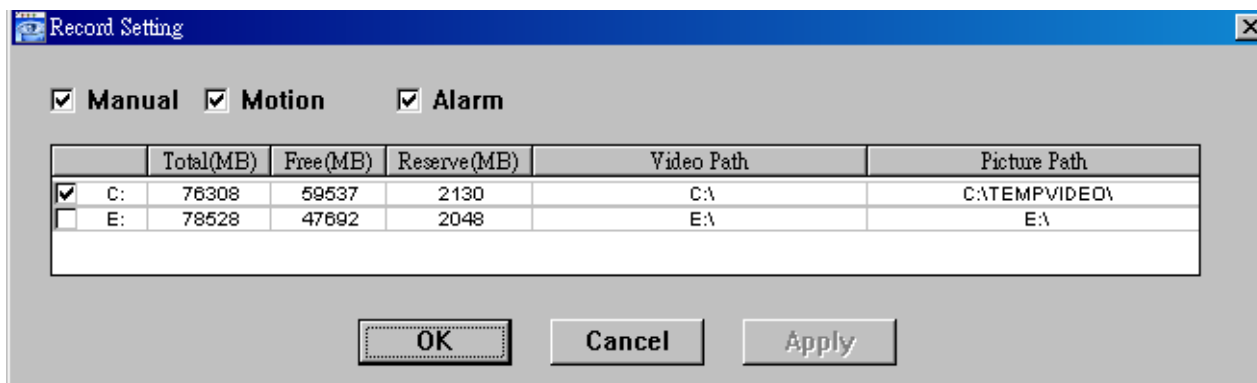 Record Setting
Manual Motion Alarm
Total(MB) Free(MB) Reserve(MB) Video Path Picture Path
C: 76308 59537 2130 C:\ C:\TEMPVIDEO\
E: 78528 47692 2048 E:\ E:\
OK Cancel Apply